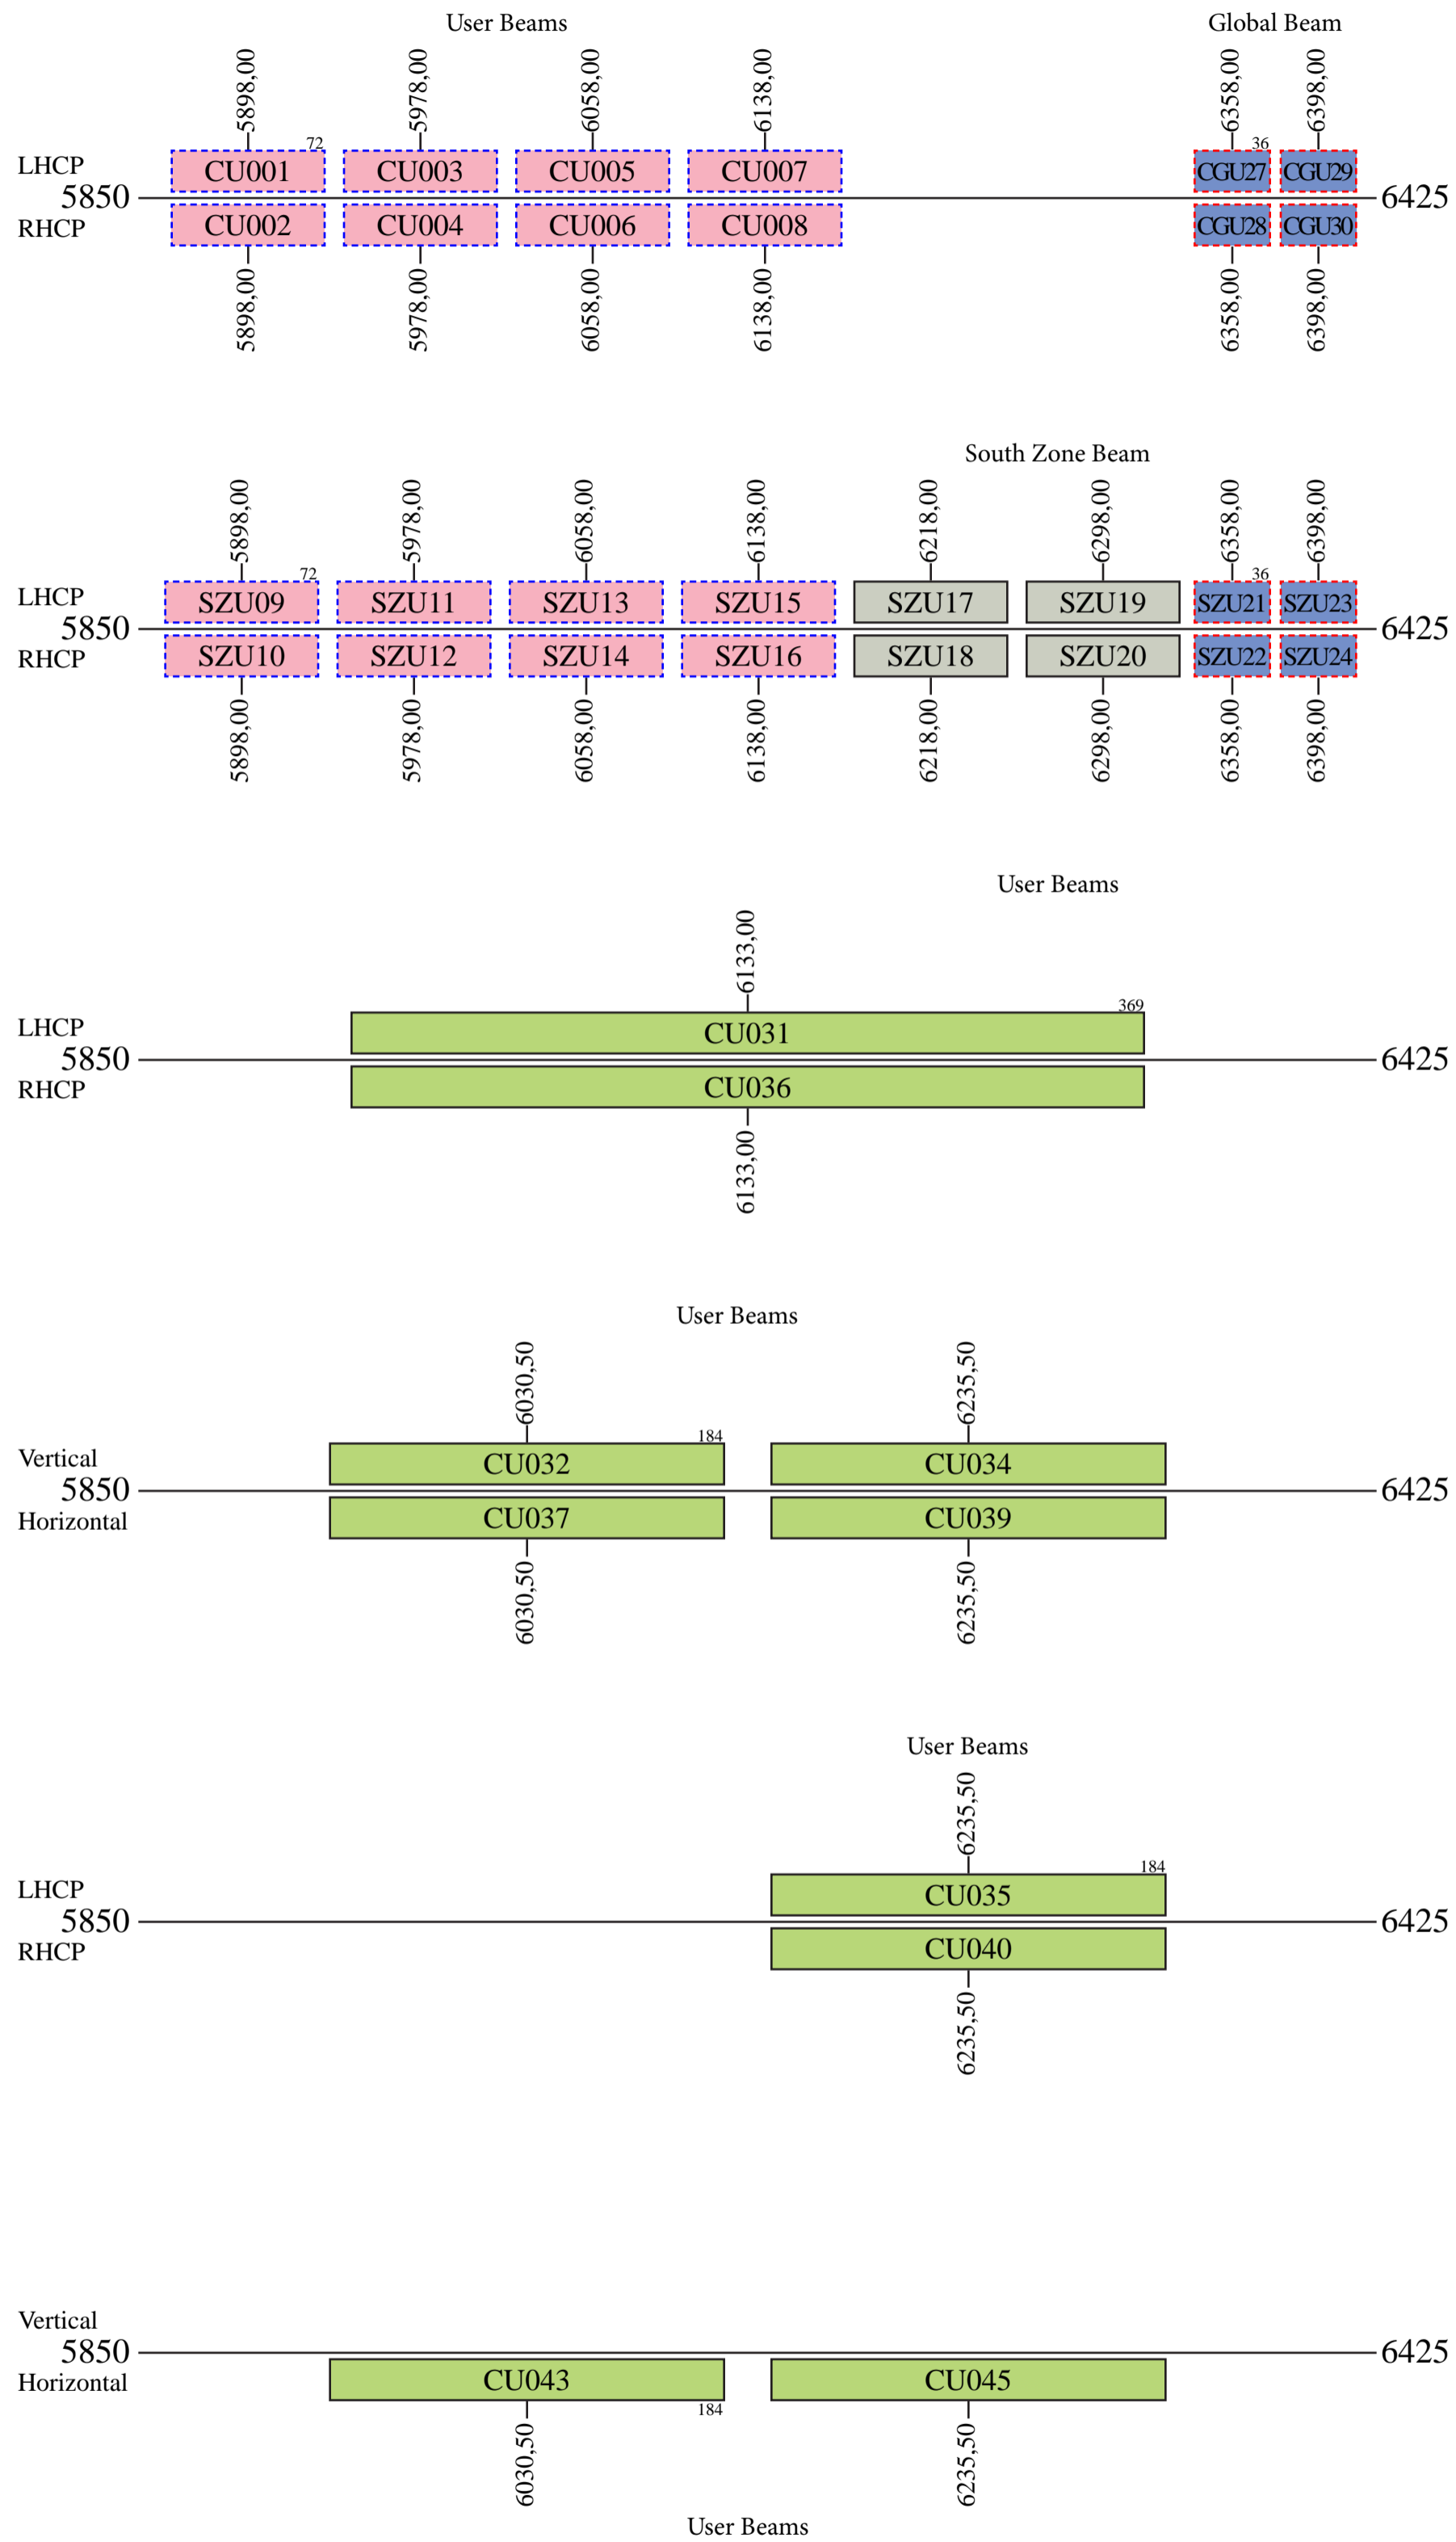 User Beams Global Beam
5898,00 5978,00 6058,00 6138,00 6358,00 6398,00
72 36
LHCP CU001 CU003 CU005 CU007 CGU27 CGU29
5850 6425
RHCP CU002 CU004 CU006 CU008 CGU28 CGU30
5898,00 5978,00 6058,00 6138,00 6358,00 6398,00
South Zone Beam
5898,00 5978,00 6058,00 6138,00 6218,00 6298,00 6358,00 6398,00
72 36
LHCP SZU09 SZU11 SZU13 SZU15 SZU17 SZU19 SZU21 SZU23
5850 6425
RHCP SZU10 SZU12 SZU14 SZU16 SZU18 SZU20 SZU22 SZU24
5898,00 5978,00 6058,00 6138,00 6218,00 6298,00 6358,00 6398,00
User Beams
6133,00
369
LHCP CU031
5850 6425
RHCP CU036
6133,00
User Beams
6030,50 6235,50
184
Vertical CU032 CU034
5850 6425
Horizontal CU037 CU039
6030,50 6235,50
User Beams
6235,50
184
LHCP CU035
5850 6425
RHCP CU040
6235,50
Vertical
5850 6425
Horizontal CU043 CU045
184
6030,50 6235,50
User Beams